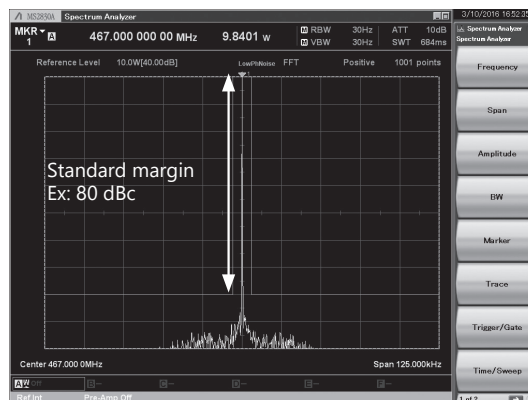 MS2830A Spectrum Analyzer
3/10/2016 16:52:35
MKR
1
467.000 000 00 MHz
9.8401 w
RBW 30Hz
VBW 30Hz
ATT 10dB
SWT 684ms
Spectrum Analyzer
Spectrum Analyzer
Reference Level 10.0W[40.00dB]
LowPhNoise FFT
Positive
1001 points
1
Frequency
Span
Amplitude
BW
Marker
Trace
Trigger/Gate
Time/Sweep
Standard margin
Ex: 80 dBc
Center 467.000 0MHz
Span 125.000kHz
A W Off
Ref.Int
Pre-Amp Off
1 of 2